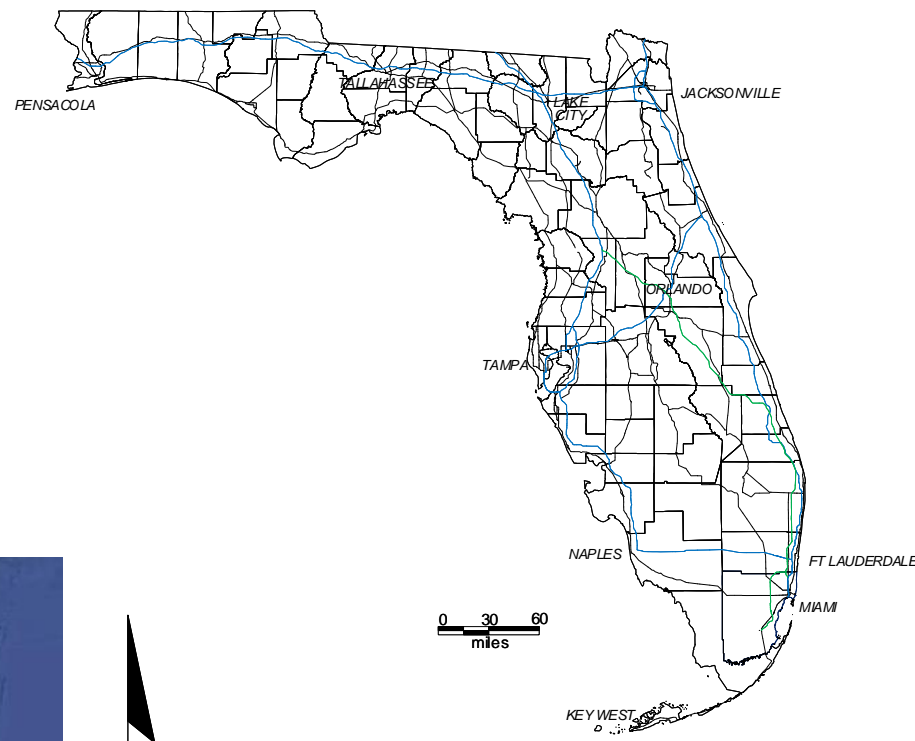 TALLAHASSEE
PENSACOLA
LAKE
CITY
JACKSONVILLE
ORLANDO
TAMPA
NAPLES
FT LAUDERDALE
MIAMI
0 30 60
miles
KEY WEST